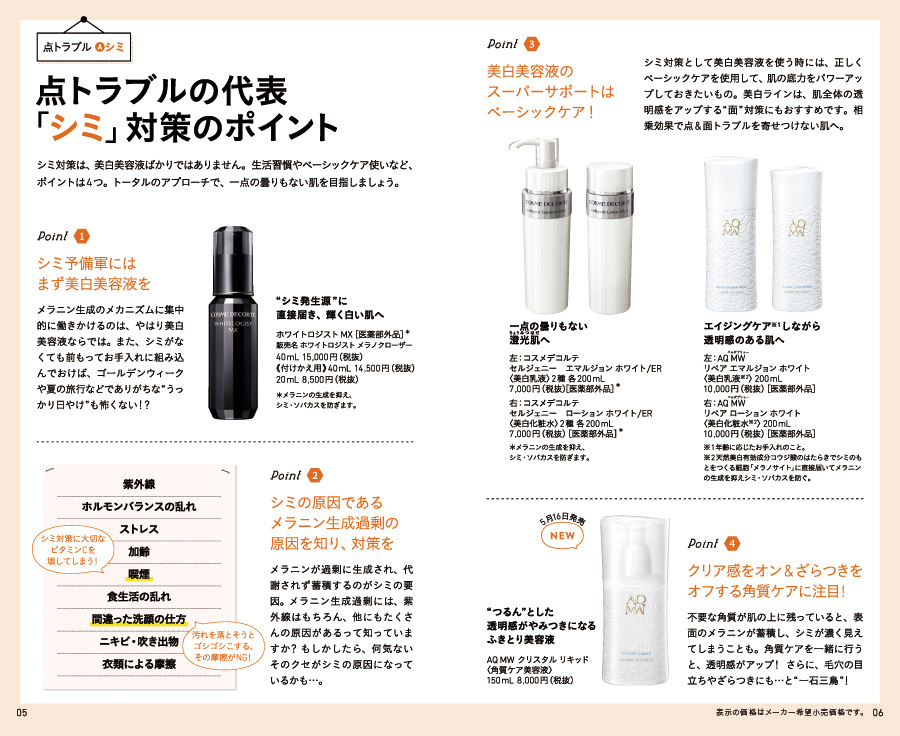 点トラブル Aシミ
点トラブルの代表
「シミ」対策のポイント
シミ対策は、美白美容液ばかりではありません。生活習慣やベーシックケア使いなど、
ポイントは4つ。トータルのアプローチで、一点の曇りもない肌を目指しましょう。
Point 1
シミ予備軍には
まず美白美容液を
メラニン生成のメカニズムに集中
的に働きかけるのは、やはり美白
美容液ならでは。また、シミがな
くても前もってお手入れに組み込
んでおけば、ゴールデンウィーク
や夏の旅行などでありがちな“うっ
かり日やけ”も怖くない!?
COSME DECORTE
WHITELOGIST
MX
“シミ発生源”に
直接届き、輝く白い肌へ
ホワイトロジスト MX [医薬部外品]*
販売名 ホワイトロジスト メラノクローザー
40mL 15,000円(税抜)
《付けかえ用》40mL 14,500円(税抜)
20mL 8,500円(税抜)
*メラニンの生成を抑え、
シミ・ソバカスを防ぎます。
紫外線
ホルモンバランスの乱れ
ストレス
加齢
喫煙
食生活の乱れ
間違った洗顔の仕方
ニキビ・吹き出物
衣類による摩擦
シミ対策に大切な
ビタミンCを
壊してしまう!
汚れを落とそうと
ゴシゴシこする、
その摩擦がNG!
Point 2
シミの原因である
メラニン生成過剰の
原因を知り、対策を
メラニンが過剰に生成され、代
謝されず蓄積するのがシミの要
因。メラニン生成過剰には、紫
外線はもちろん、他にもたくさ
んの原因があるって知っていま
すか? もしかしたら、何気ない
そのクセがシミの原因になって
いるかも…。
05
Point 3
美白美容液の
スーパーサポートは
ベーシックケア!
シミ対策として美白美容液を使う時には、正しく
ベーシックケアを使用して、肌の底力をパワーアッ
プしておきたいもの。美白ラインは、肌全体の透
明感をアップする“面”対策にもおすすめです。相
乗効果で点&面トラブルを寄せつけない肌へ。
COSME DECORTE
COSME DECORTE
AQ
MW
AQ
MW
一点の曇りもない
ちょうみつはだ
澄光肌へ
左:コスメデコルテ
セルジェニー エマルジョン ホワイト/ER
〈美白乳液〉2種 各200mL
7,000円(税抜)[医薬部外品]*
右:コスメデコルテ
セルジェニー ローション ホワイト/ER
〈美白化粧水〉2種 各200mL
7,000円(税抜)[医薬部外品]*
*メラニンの生成を抑え、
シミ・ソバカスを防ぎます。
エイジングケア※1しながら
透明感のある肌へ
左:AQ MW
リペア エマルジョン ホワイト
〈美白乳液※2〉200mL
10,000円(税抜)[医薬部外品]
右:AQ MW
リペア ローション ホワイト
〈美白化粧水※2〉200mL
10,000円(税抜)[医薬部外品]
※1年齢に応じたお手入れのこと。
※2天然美白有効成分コウジ酸のはたらきでシミのも
とをつくる細胞「メラノサイト」に直接届いてメラニン
の生成を抑えシミ・ソバカスを防ぐ。
5月16日発売
NEW
AQ
MW
“つるん”とした
透明感がやみつきになる
ふきとり美容液
AQ MW クリスタル リキッド
〈角質ケア美容液〉
150mL 8,000円(税抜)
Point 4
クリア感をオン&ざらつきを
オフする角質ケアに注目!
不要な角質が肌の上に残っていると、表
面のメラニンが蓄積し、シミが濃く見え
てしまうことも。角質ケアを一緒に行う
と、透明感がアップ! さらに、毛穴の目
立ちやざらつきにも…と“一石三鳥”!
表示の価格はメーカー希望小売価格です。 06